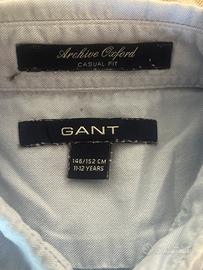 Archive Oxford
CASUAL FIT
GANT
146/152 CM
11-12 YEARS